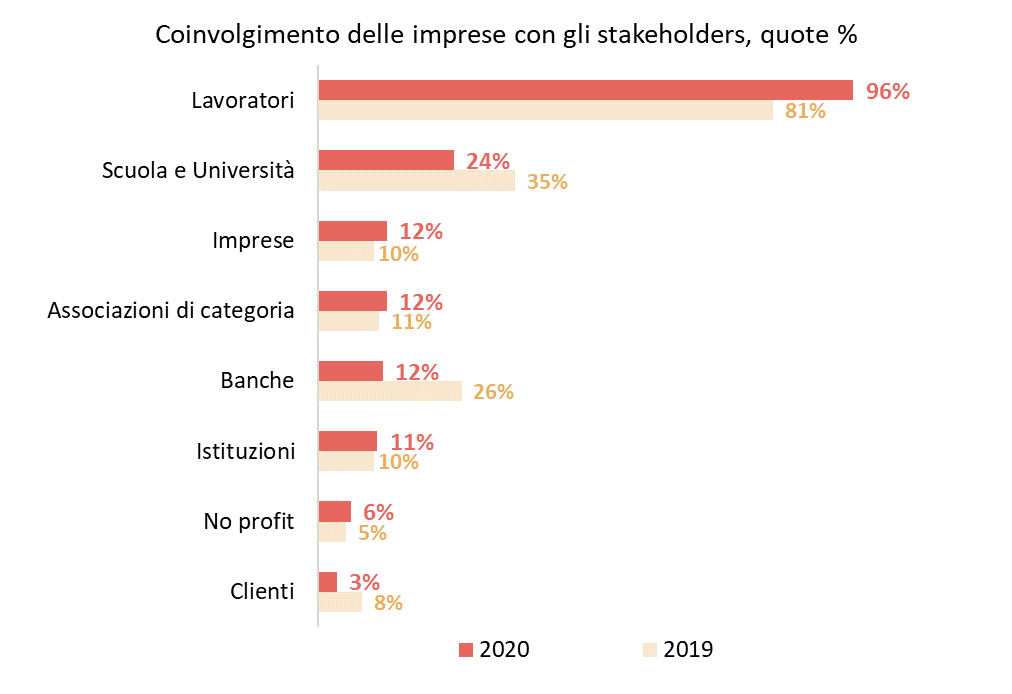 Coinvolgimento delle imprese con gli stakeholders, quote %
Lavoratori
96%
81%
Scuola e Università
24%
35%
Imprese
12%
10%
Associazioni di categoria
12%
11%
Banche
12%
26%
Istituzioni
11%
10%
No profit
6%
5%
Clienti
3%
8%
2020 2019